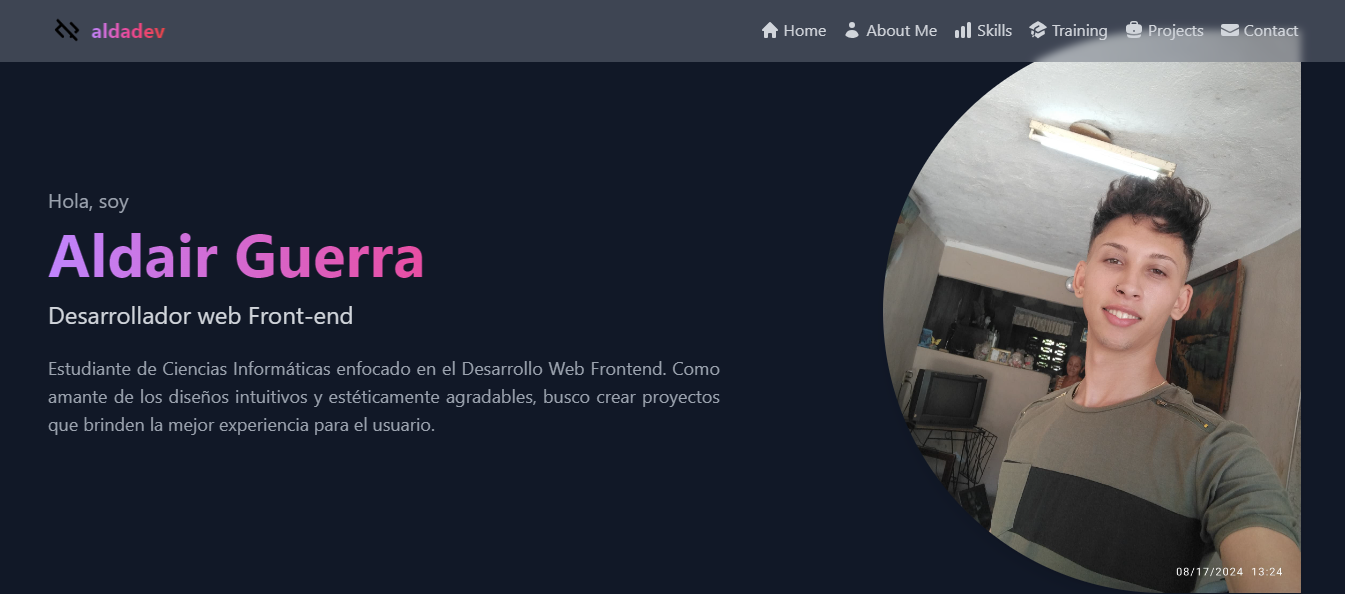 aldadev
Home
About Me
Skills
Training
Projects
Contact
Hola, soy
Aldair Guerra
Desarrollador web Front-end
Estudiante de Ciencias Informáticas enfocado en el Desarrollo Web Frontend. Como
amante de los diseños intuitivos y estéticamente agradables, busco crear proyectos
que brinden la mejor experiencia para el usuario.
08/17/2024 13:24